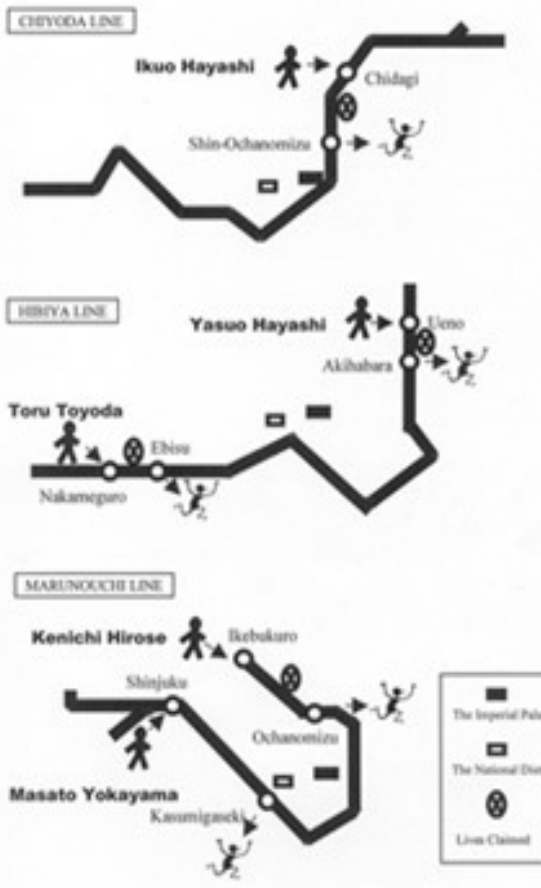 CHIYODA LINE
Ikuo Hayashi
Chidagi
Shin-Ochanomizu
HIBIYA LINE
Yasuo Hayashi
Ueno
Akihabara
Toru Toyoda
Ebisu
Nakameguro
MARUNOUCHI LINE
Kenichi Hirose
Ikebukuro
Shinjuku
Ochanomizu
Masato Yokayama
Kasumigaseki
The Imperial Pala
The National Diet
Lives Claimed